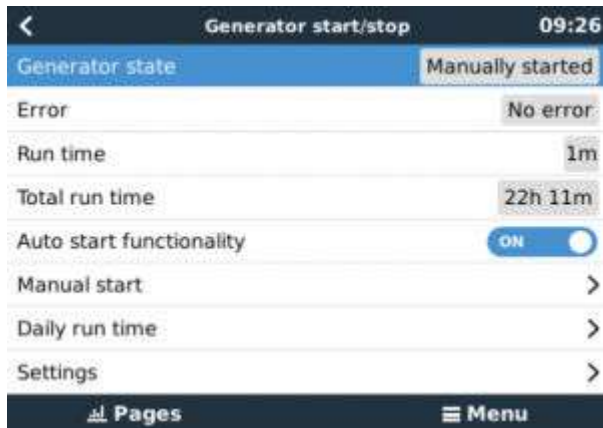 Generator start/stop 09:26
Generator state Manually started
Error No error
Run time 1m
Total run time 22h 11m
Auto start functionality ON
Manual start
Daily run time
Settings
Pages Menu